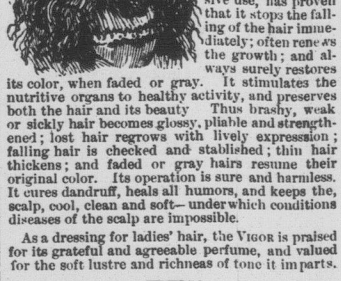 sive use, has proven
that it stops the fall-
ing of the hair imme-
diately; often renews
the growth; and al-
ways surely restores
its color, when faded or gray. It stimulates the
nutritive organs to healthy activity, and preserves
both the hair and its beauty Thus brashy, weak
or sickly hair becomes glossy, pliable and strength-
ened; lost hair regrows with lively expression;
falling hair is checked and stablished; thin hair
thickens; and faded or gray hairs resume their
original color. Its operation is sure and harmless.
It cures dandruff, heals all humors, and keeps the,
scalp, cool, clean and soft—under which conditions
diseases of the scalp are impossible.
As a dressing for ladies' hair, the VIGOR is praised
for its grateful and agreeable perfume, and valued
for the soft lustre and richness of tone it imparts.